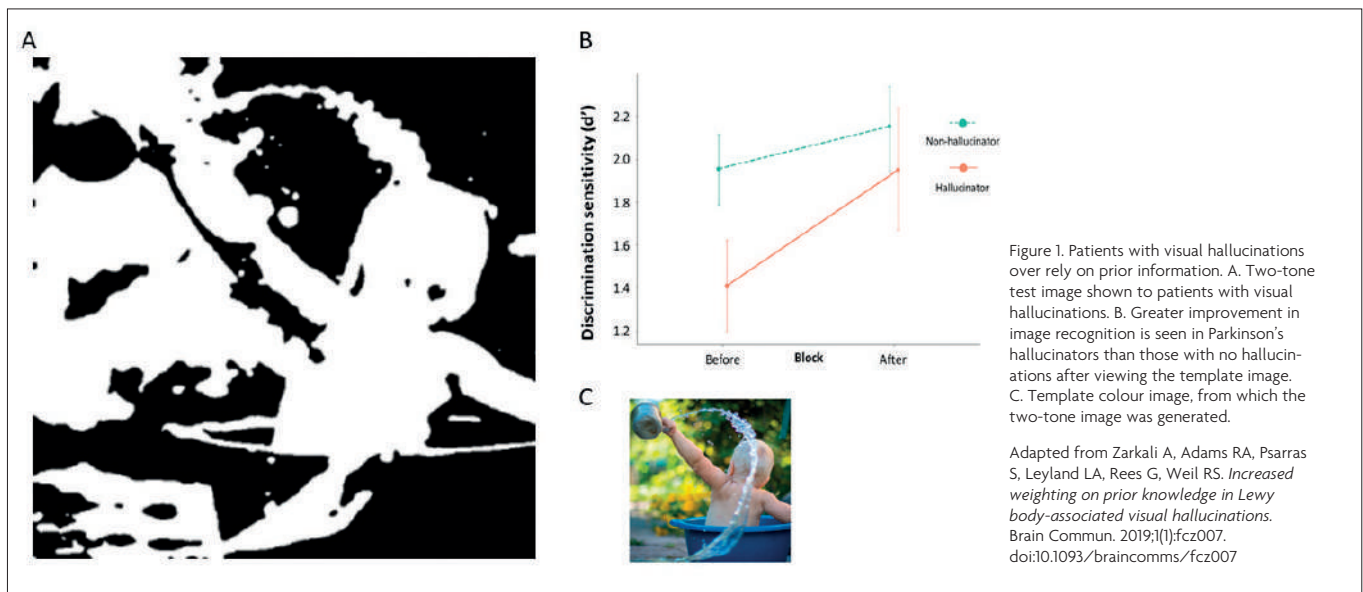 A
B
Discrimination sensitivity (d')
2.2
2.0
1.8
1.6
1.4
1.2
Before
Block
After
Non-hallucinator
Hallucinator
C
Figure 1. Patients with visual hallucinations
over rely on prior information. A. Two-tone
test image shown to patients with visual
hallucinations. B. Greater improvement in
image recognition is seen in Parkinson's
hallucinators than those with no hallucin-
ations after viewing the template image.
C. Template colour image, from which the
two-tone image was generated.
Adapted from Zarkali A, Adams RA, Psarras
S, Leyland LA, Rees G, Weil RS. Increased
weighting on prior knowledge in Lewy
body-associated visual hallucinations.
Brain Commun. 2019;1(1):fcz007.
doi:10.1093/braincomms/fcz007